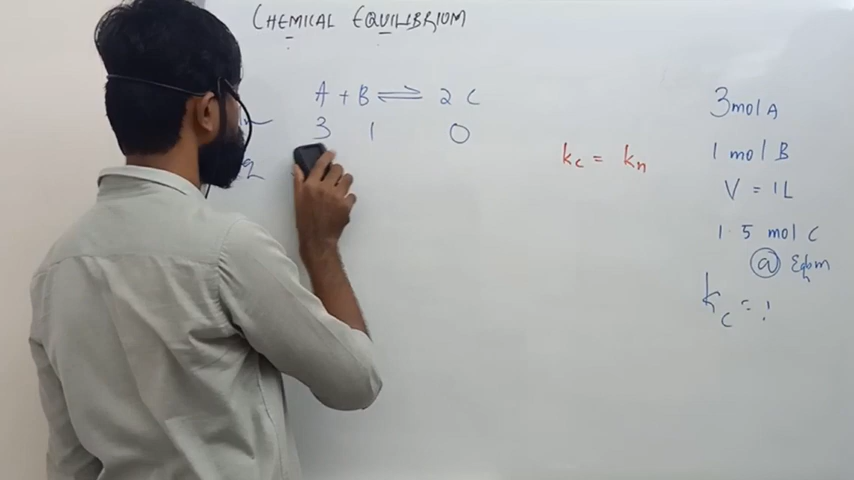 CHEMICAL EQUILIBRIUM
A + B ⇌ 2 C
3 1 0
kc = kn
3 mol A
1 mol B
V = 1L
1.5 mol C
@ Eqbm
kc = ?